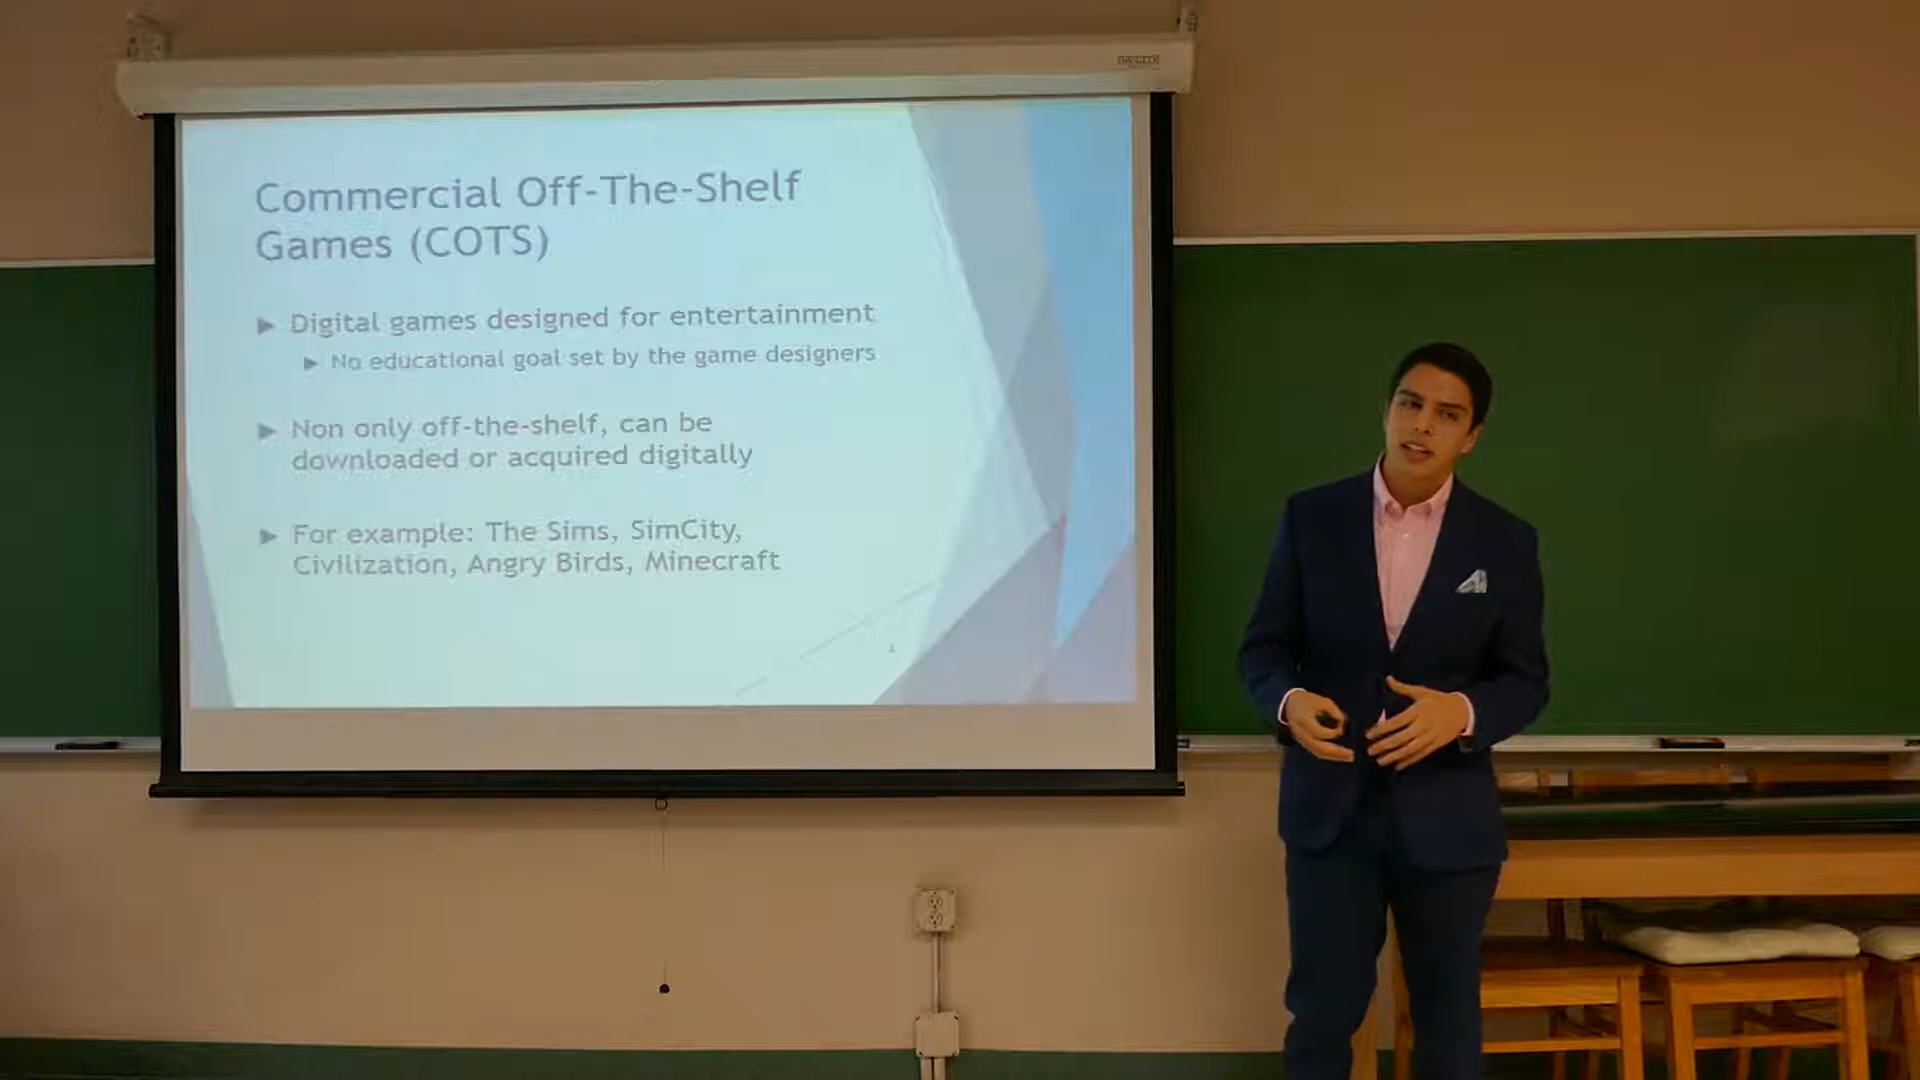 Commercial Off-The-Shelf
Games (COTS)
Digital games designed for entertainment
No educational goal set by the game designers
Non only off-the-shelf, can be
downloaded or acquired digitally
For example: The Sims, SimCity,
Civilization, Angry Birds, Minecraft